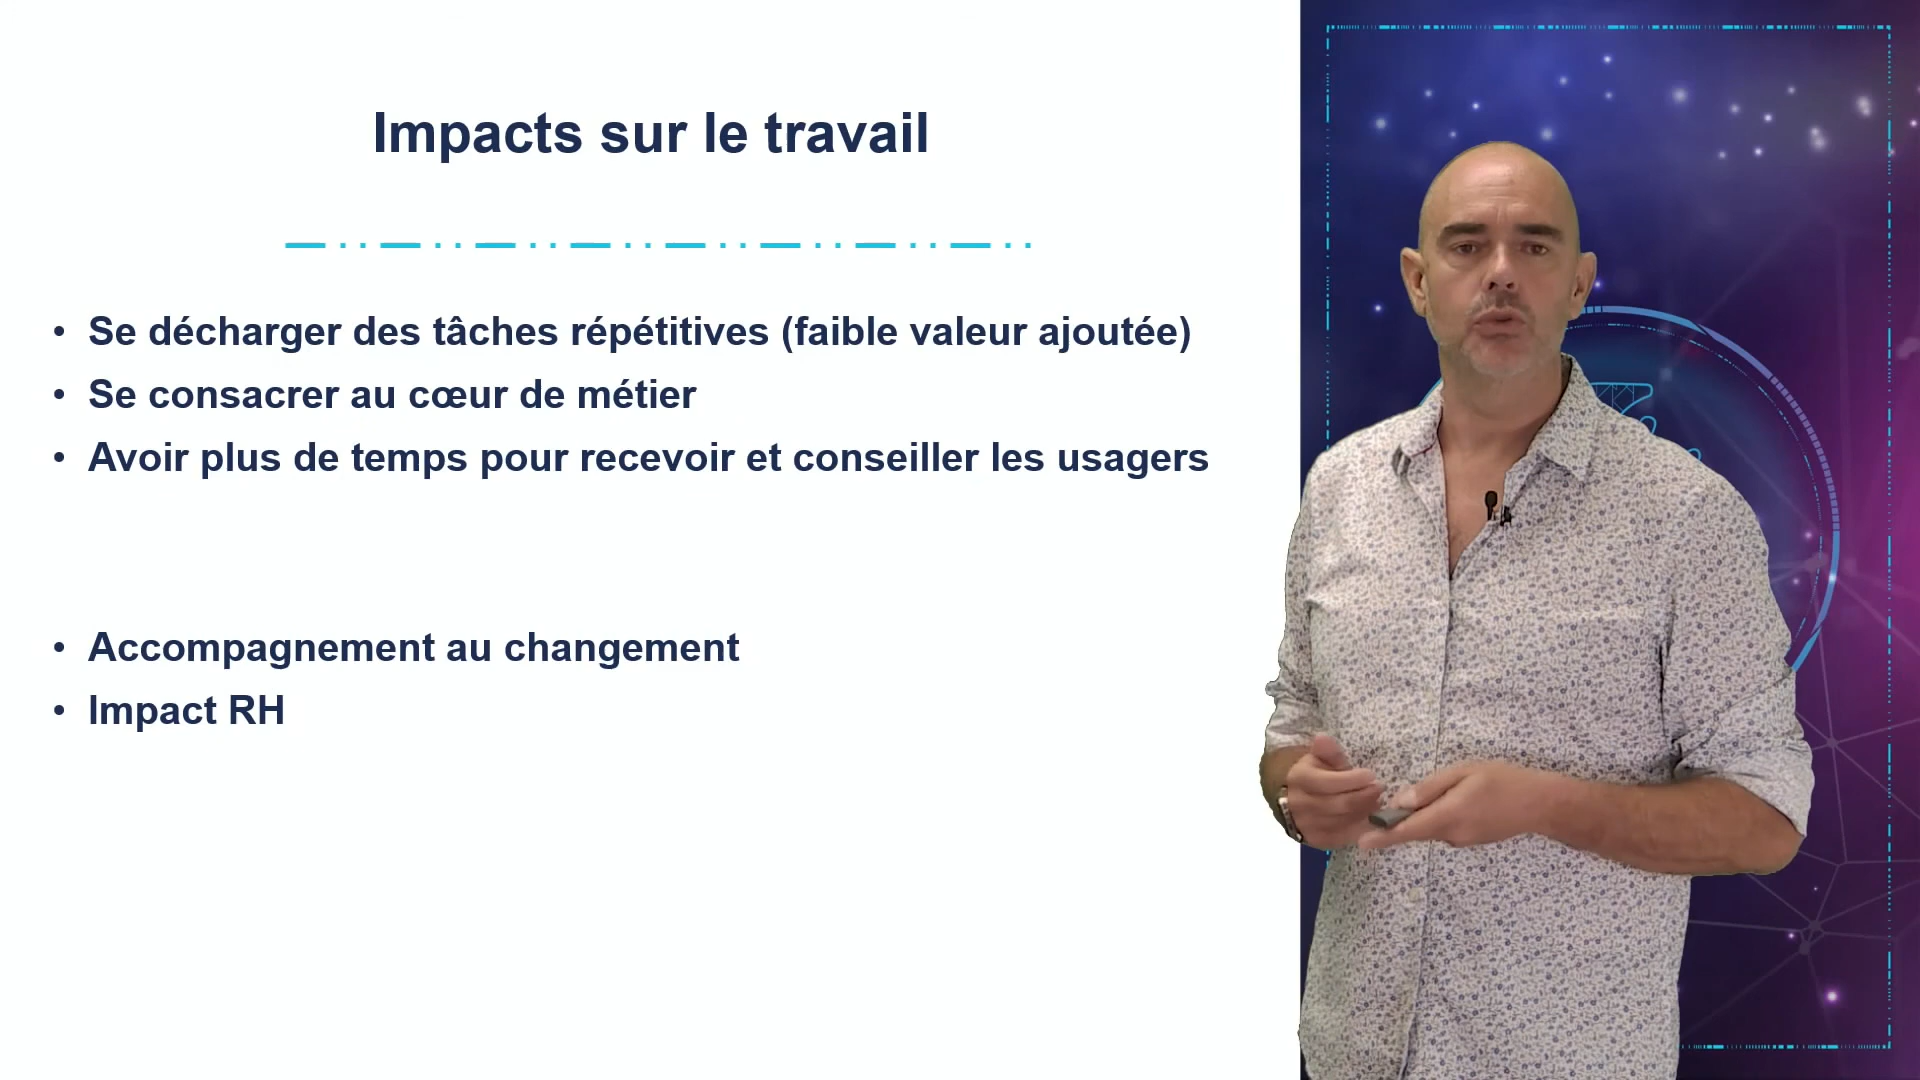 Impacts sur le travail
• Se décharger des tâches répétitives (faible valeur ajoutée)
• Se consacrer au cœur de métier
• Avoir plus de temps pour recevoir et conseiller les usagers
• Accompagnement au changement
• Impact RH